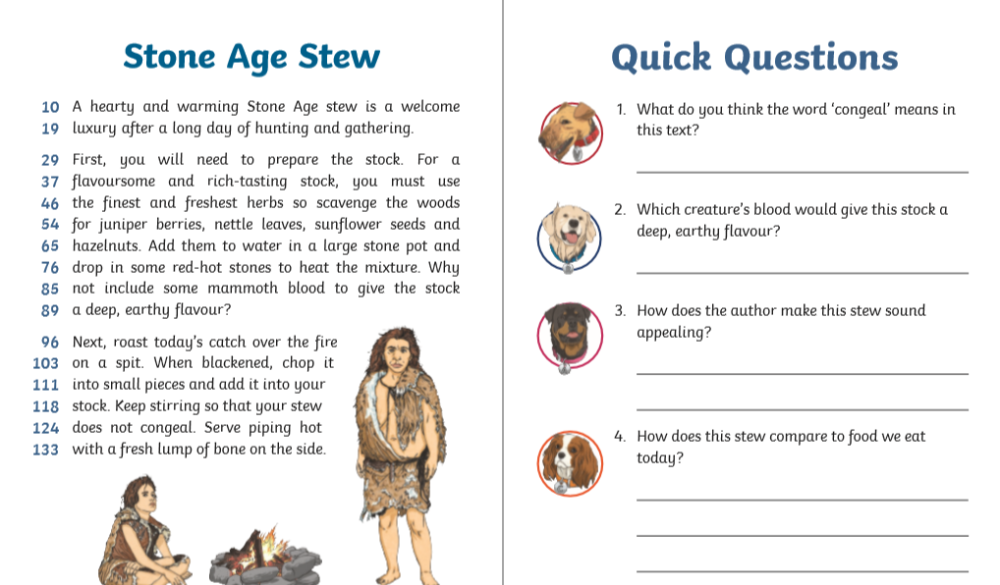 Stone Age Stew
10 A hearty and warming Stone Age stew is a welcome
19 luxury after a long day of hunting and gathering.
29 First, you will need to prepare the stock. For a
37 flavoursome and rich-tasting stock, you must use
46 the finest and freshest herbs so scavenge the woods
54 for juniper berries, nettle leaves, sunflower seeds and
65 hazelnuts. Add them to water in a large stone pot and
76 drop in some red-hot stones to heat the mixture. Why
85 not include some mammoth blood to give the stock
89 a deep, earthy flavour?
96 Next, roast today's catch over the fire
103 on a spit. When blackened, chop it
111 into small pieces and add it into your
118 stock. Keep stirring so that your stew
124 does not congeal. Serve piping hot
133 with a fresh lump of bone on the side.
Quick Questions
1. What do you think the word ‘congeal’ means in
this text?
2. Which creature's blood would give this stock a
deep, earthy flavour?
3. How does the author make this stew sound
appealing?
4. How does this stew compare to food we eat
today?